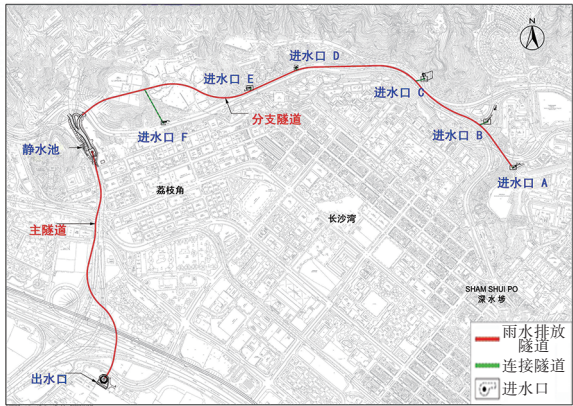 N
进水口 D
进水口 E
进水口 C
分支隧道
进水口 B
进水口 F
静水池
进水口 A
荔枝角
长沙湾
主隧道
SHAM SHUI PO
深水埗
出水口
雨水排放
隧道
连接隧道
进水口